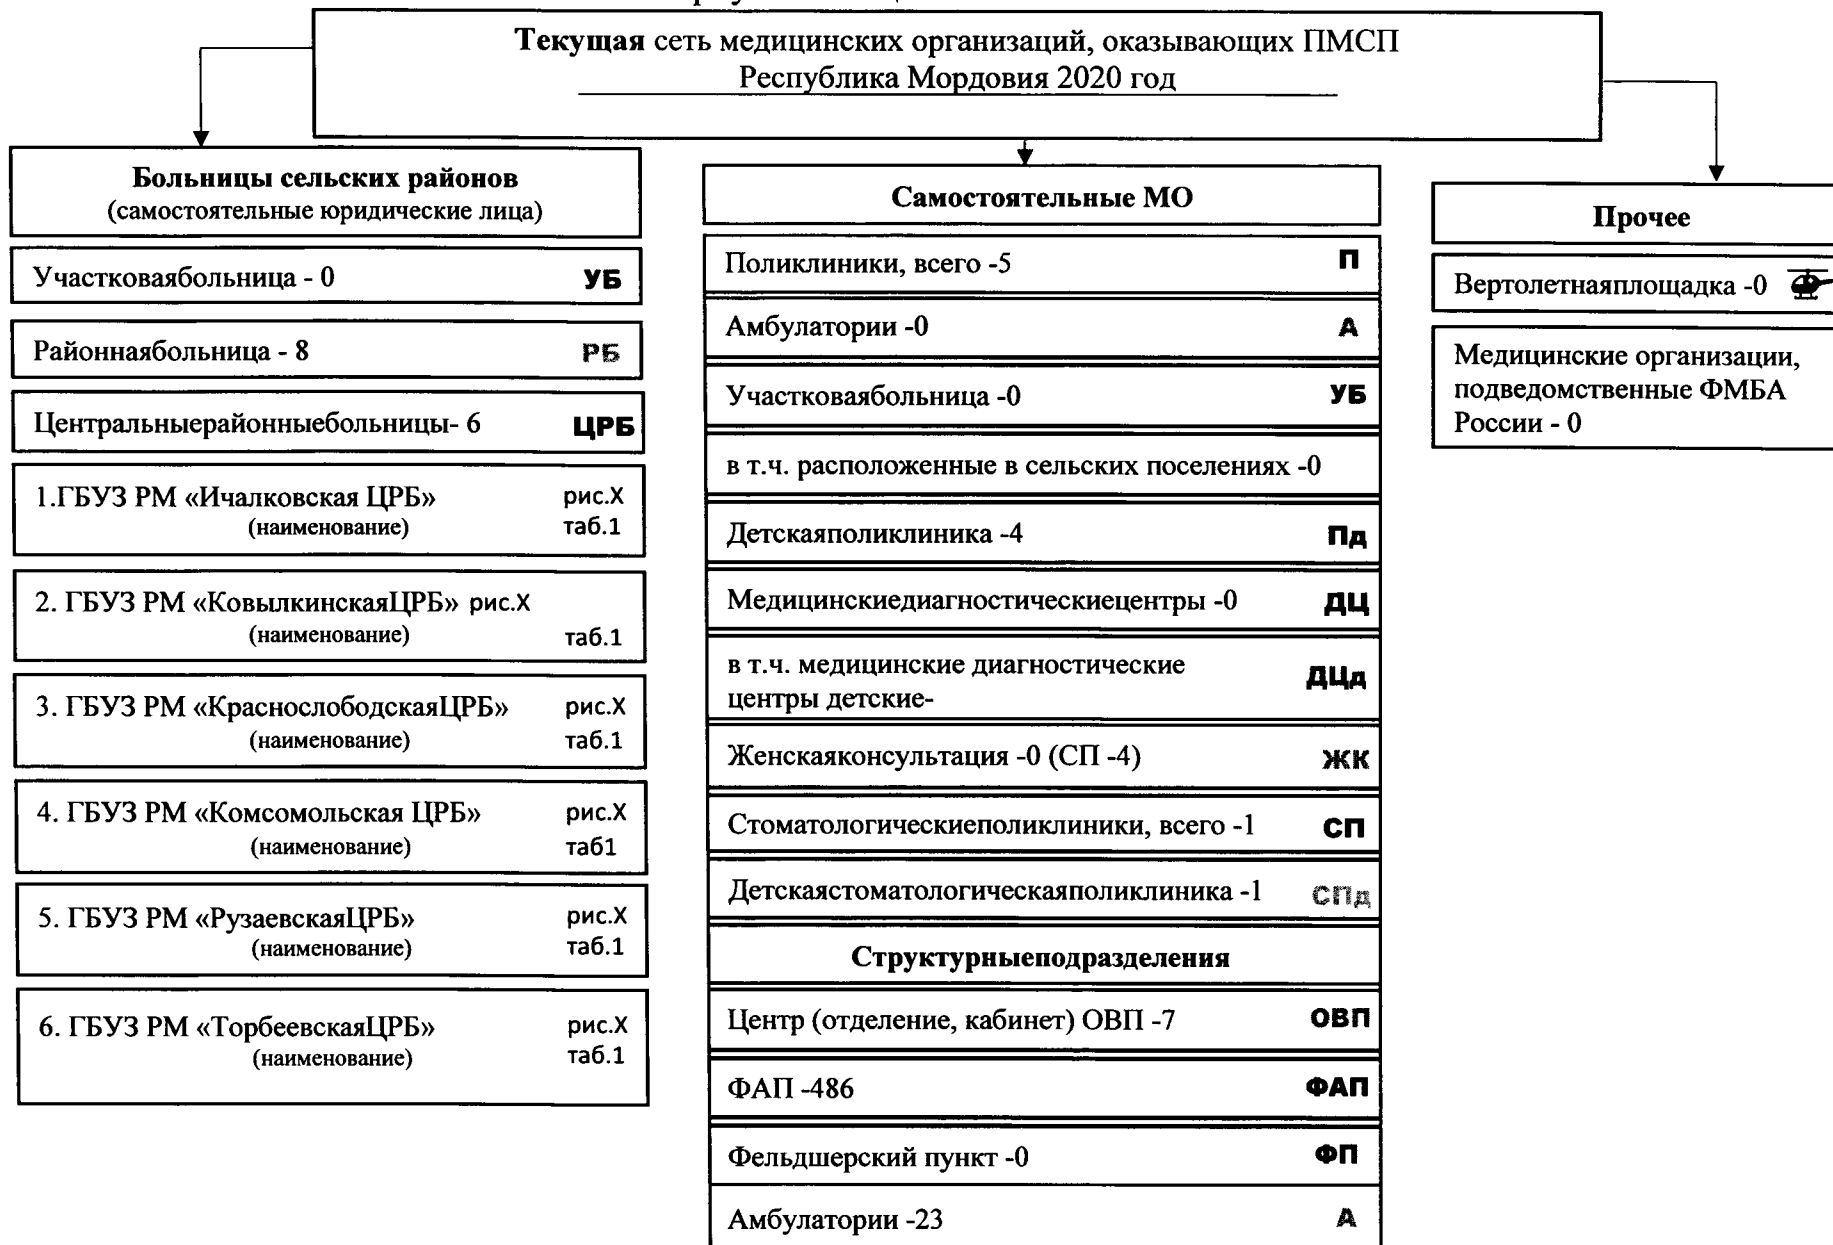 Текущая сеть медицинских организаций, оказывающих ПМСП
Республика Мордовия 2020 год
Больницы сельских районов
(самостоятельные юридические лица)
Участковаябольница - 0 УБ
Районнаябольница - 8 РБ
Центральныерайонныебольницы- 6 ЦРБ
1.ГБУЗ РМ «Ичалковская ЦРБ» рис.Х
(наименование) таб.1
2. ГБУЗ РМ «КовылкинскаяЦРБ» рис.Х
(наименование) таб.1
3. ГБУЗ РМ «КраснослободскаяЦРБ» рис.Х
(наименование) таб.1
4. ГБУЗ РМ «Комсомольская ЦРБ» рис.Х
(наименование) таб1
5. ГБУЗ РМ «РузаевскаяЦРБ» рис.Х
(наименование) таб.1
6. ГБУЗ РМ «ТорбеевскаяЦРБ» рис.Х
(наименование) таб.1
Самостоятельные МО
Поликлиники, всего -5 П
Амбулатории -0 А
Участковаябольница -0 УБ
в т.ч. расположенные в сельских поселениях -0
Детскаяполиклиника -4 Пд
Медицинскиедиагностическиецентры -0 ДЦ
в т.ч. медицинские диагностические ДЦд
центры детские-
Женскаяконсультация -0 (СП -4) ЖК
Стоматологическиеполиклиники, всего -1 СП
Детскаястоматологическаяполиклиника -1 СПд
Структурныеподразделения
Центр (отделение, кабинет) ОВП -7 ОВП
ФАП -486 ФАП
Фельдшерский пункт -0 ФП
Амбулатории -23 А
Прочее
Вертолетнаяплощадка -0
Медицинские организации,
подведомственные ФМБА
России - 0